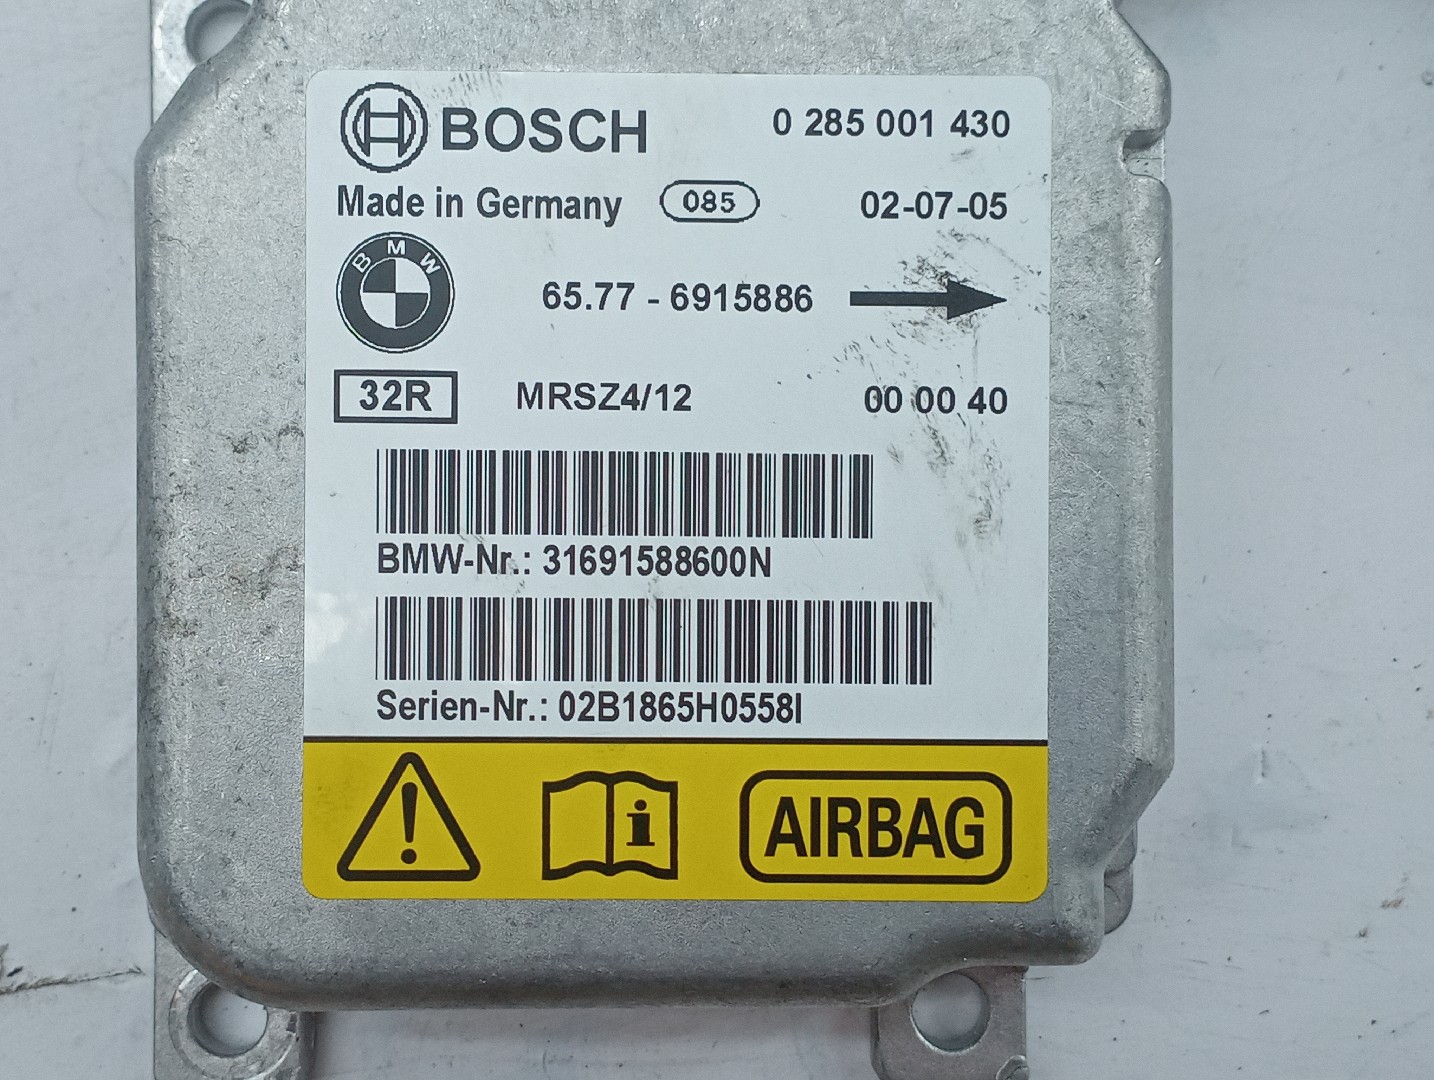 BOSCH 0 285 001 430
Made in Germany 085 02-07-05
BMW 65.77 - 6915886
32R MRSZ4/12 00 00 40
BMW-Nr.: 31691588600N
Serien-Nr.: 02B1865H0558I
AIRBAG